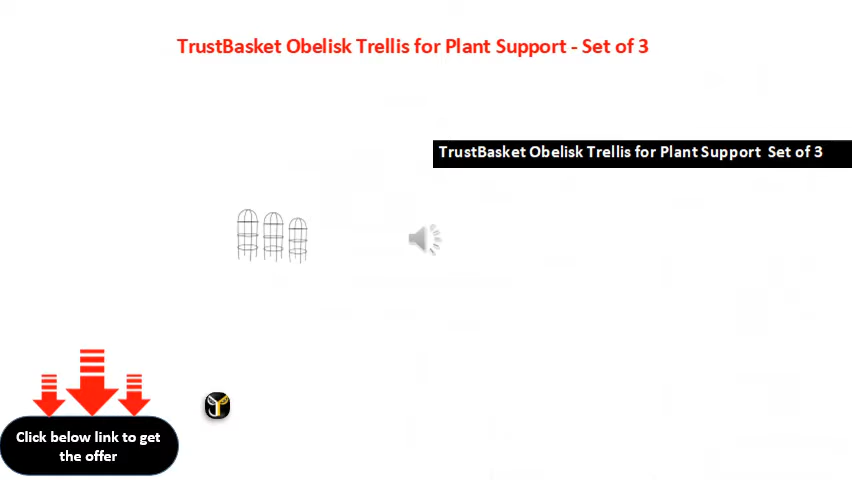 TrustBasket Obelisk Trellis for Plant Support - Set of 3
TrustBasket Obelisk Trellis for Plant Support  Set of 3
Click below link to get
the offer